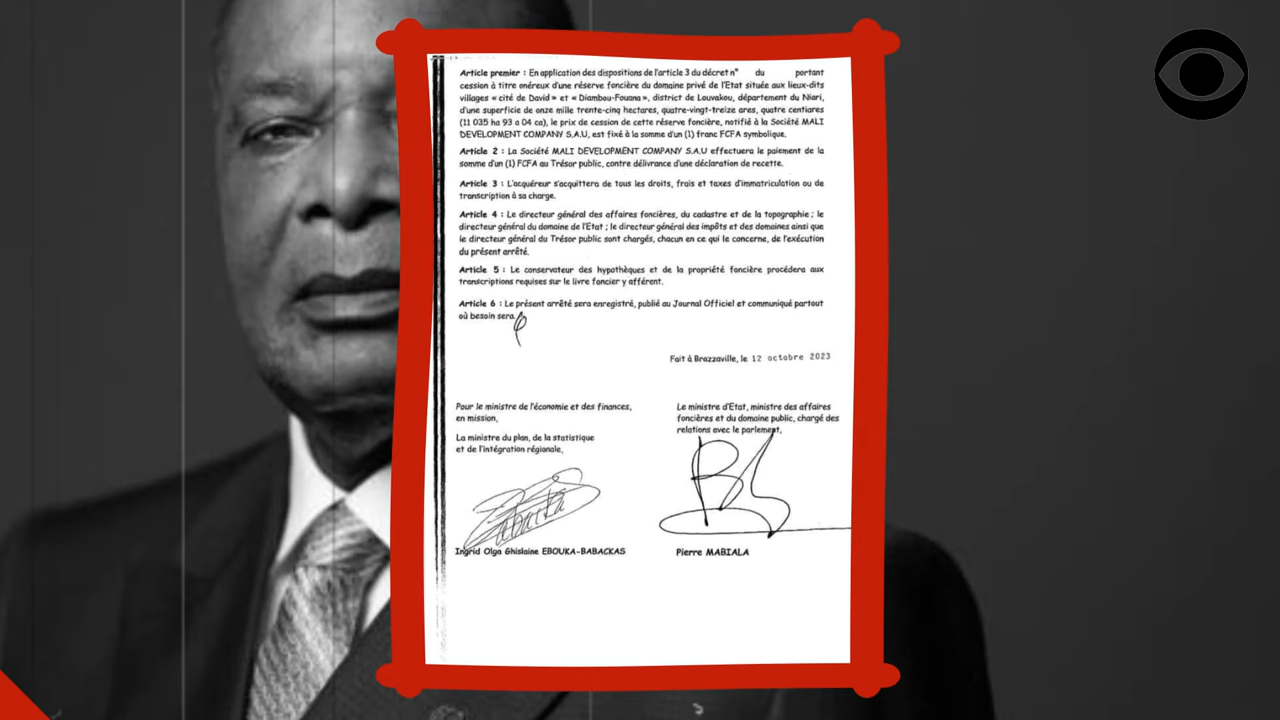 Article premier : En application des dispositions de l'article 3 du décret n° du portant
cession à titre onéreux d'une réserve foncière du domaine privé de l'Etat située aux lieux-dits
villages « cité de David » et « Diambou-Fouana », district de Louvakou, département du Niari,
d'une superficie de onze mille trente-cinq hectares, quatre-vingt-treize ares, quatre centiares
(11 035 ha 93 a 04 ca), le prix de cession de cette réserve foncière, notifié à la Société MALI
DEVELOPMENT COMPANY S.A.U, est fixé à la somme d'un (1) franc FCFA symbolique.
Article 2 : La Société MALI DEVELOPMENT COMPANY S.A.U effectuera le paiement de la
somme d'un (1) FCFA au Trésor public, contre délivrance d'une déclaration de recette.
Article 3 : L'acquéreur s'acquittera de tous les droits, frais et taxes d'immatriculation ou de
transcription à sa charge.
Article 4 : Le directeur général des affaires foncières, du cadastre et de la topographie ; le
directeur général du domaine de l'Etat ; le directeur général des impôts et des domaines ainsi que
le directeur général du Trésor public sont chargés, chacun en ce qui le concerne, de l'exécution
du présent arrêté.
Article 5 : Le conservateur des hypothèques et de la propriété foncière procédera aux
transcriptions requises sur le livre foncier y afférent.
Article 6 : Le présent arrêté sera enregistré, publié au Journal Officiel et communiqué partout
où besoin sera.
Fait à Brazzaville, le 12 octobre 2023
Pour le ministre de l'économie et des finances,
en mission,
La ministre du plan, de la statistique
et de l'intégration régionale,
Ingrid Olga Ghislaine EBOUKA-BABACKAS
Le ministre d'Etat, ministre des affaires
foncières et du domaine public, chargé des
relations avec le parlement,
Pierre MABIALA